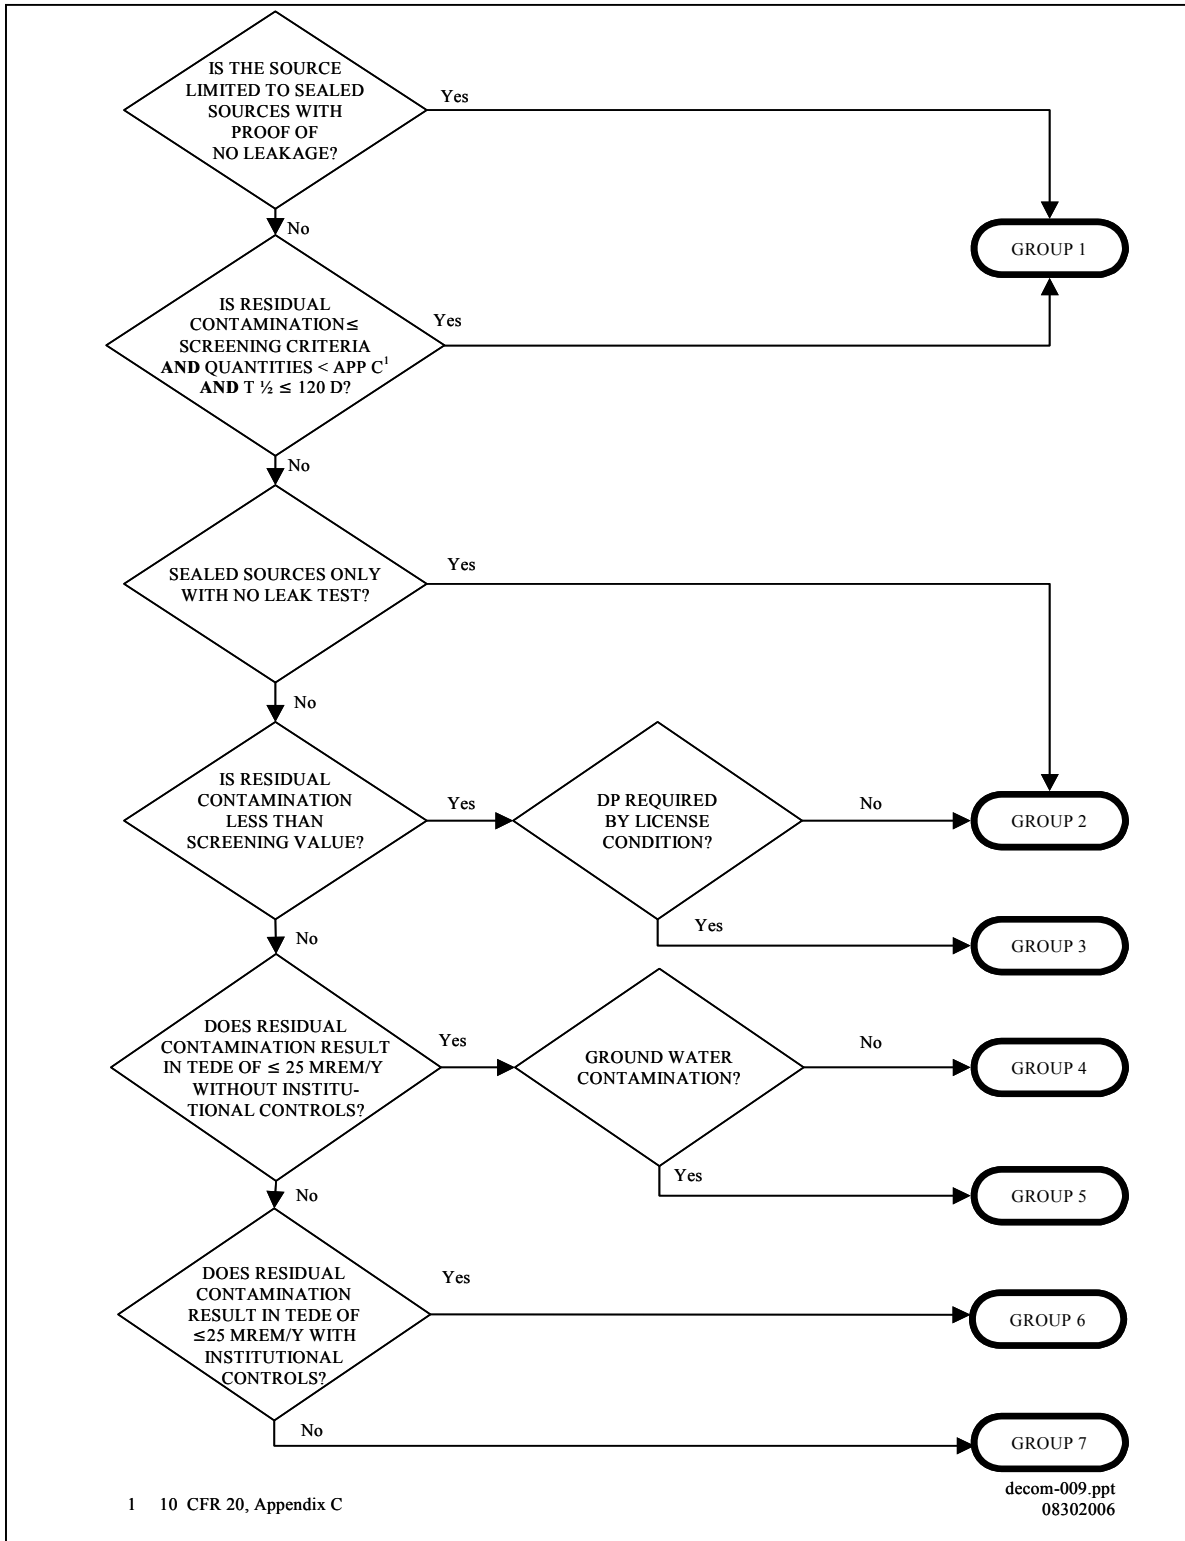 IS THE SOURCE
LIMITED TO SEALED
SOURCES WITH
PROOF OF
NO LEAKAGE?
Yes
No
GROUP 1
IS RESIDUAL
CONTAMINATION≤
SCREENING CRITERIA
AND QUANTITIES < APP C¹
AND T ½ ≤ 120 D?
Yes
No
SEALED SOURCES ONLY
WITH NO LEAK TEST?
Yes
No
IS RESIDUAL
CONTAMINATION
LESS THAN
SCREENING VALUE?
Yes
DP REQUIRED
BY LICENSE
CONDITION?
No
GROUP 2
Yes
GROUP 3
No
DOES RESIDUAL
CONTAMINATION RESULT
IN TEDE OF ≤ 25 MREM/Y
WITHOUT INSTITU-
TIONAL CONTROLS?
Yes
GROUND WATER
CONTAMINATION?
No
GROUP 4
Yes
GROUP 5
No
DOES RESIDUAL
CONTAMINATION
RESULT IN TEDE OF
≤25 MREM/Y WITH
INSTITUTIONAL
CONTROLS?
Yes
GROUP 6
No
GROUP 7
1 10 CFR 20, Appendix C
decom-009.ppt
08302006